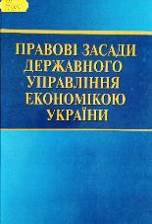 ПРАВОВІ ЗАСАДИ
ДЕРЖАВНОГО
УПРАВЛІННЯ
ЕКОНОМІКОЮ
УКРАЇНИ